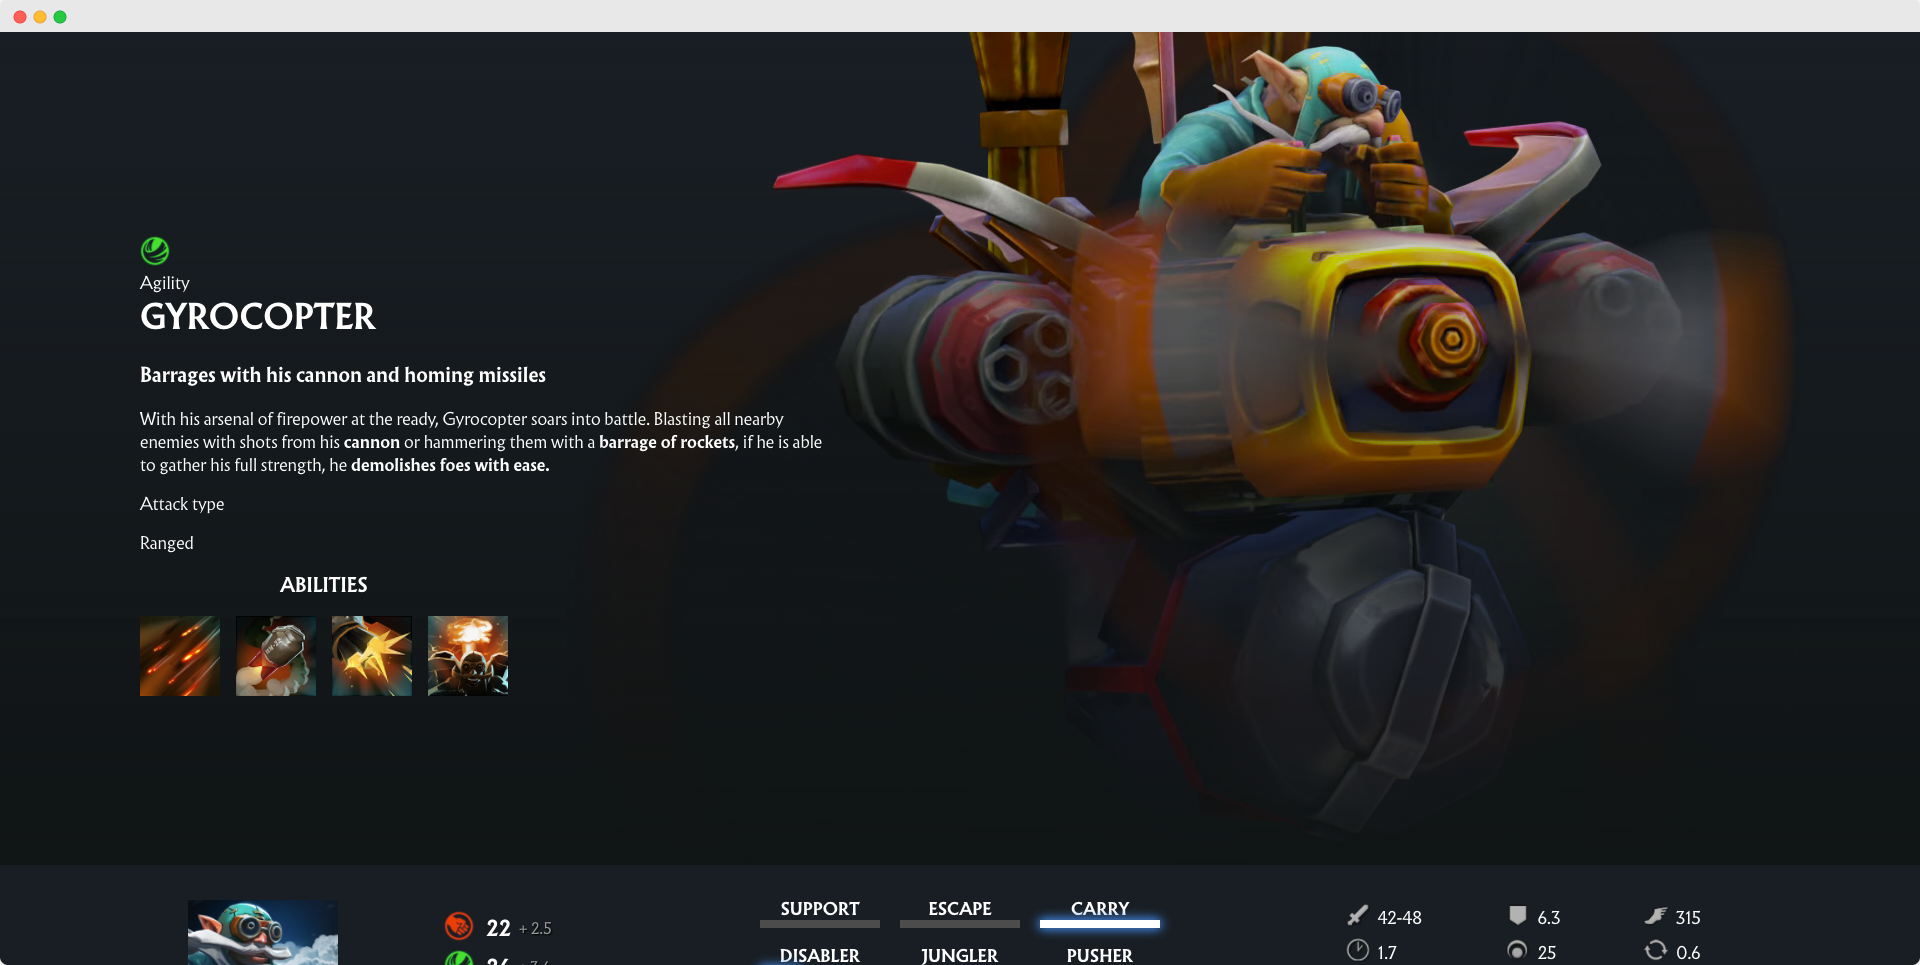 Agility
GYROCOPTER
Barrages with his cannon and homing missiles
With his arsenal of firepower at the ready, Gyrocopter soars into battle. Blasting all nearby
enemies with shots from his cannon or hammering them with a barrage of rockets, if he is able
to gather his full strength, he demolishes foes with ease.
Attack type
Ranged
ABILITIES
22 + 2.5
SUPPORT ESCAPE CARRY
DISABLER JUNGLER PUSHER
42-48 6.3 315
1.7 25 0.6